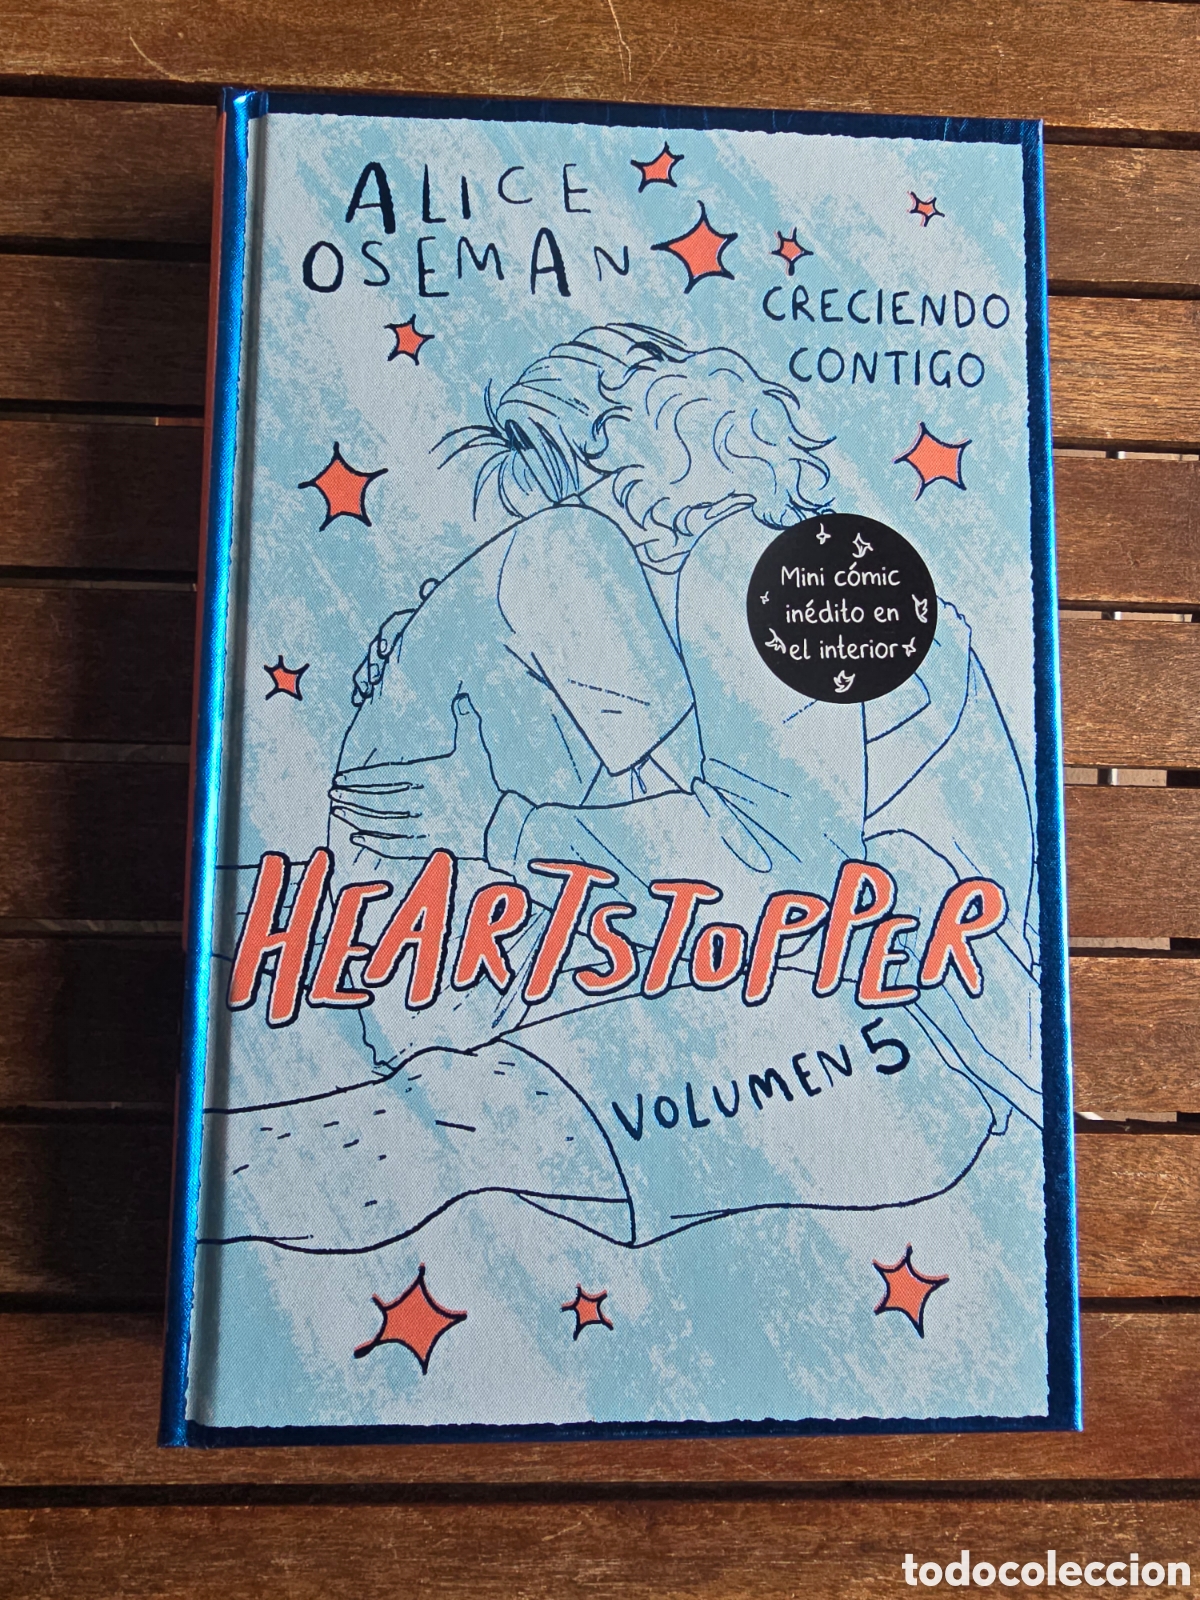 ALICE
OSEMAN
CRECIENDO
CONTIGO
Mini cómic
inédito en
el interior
HEARTSTOPPER
VOLUMEN 5
todocoleccion